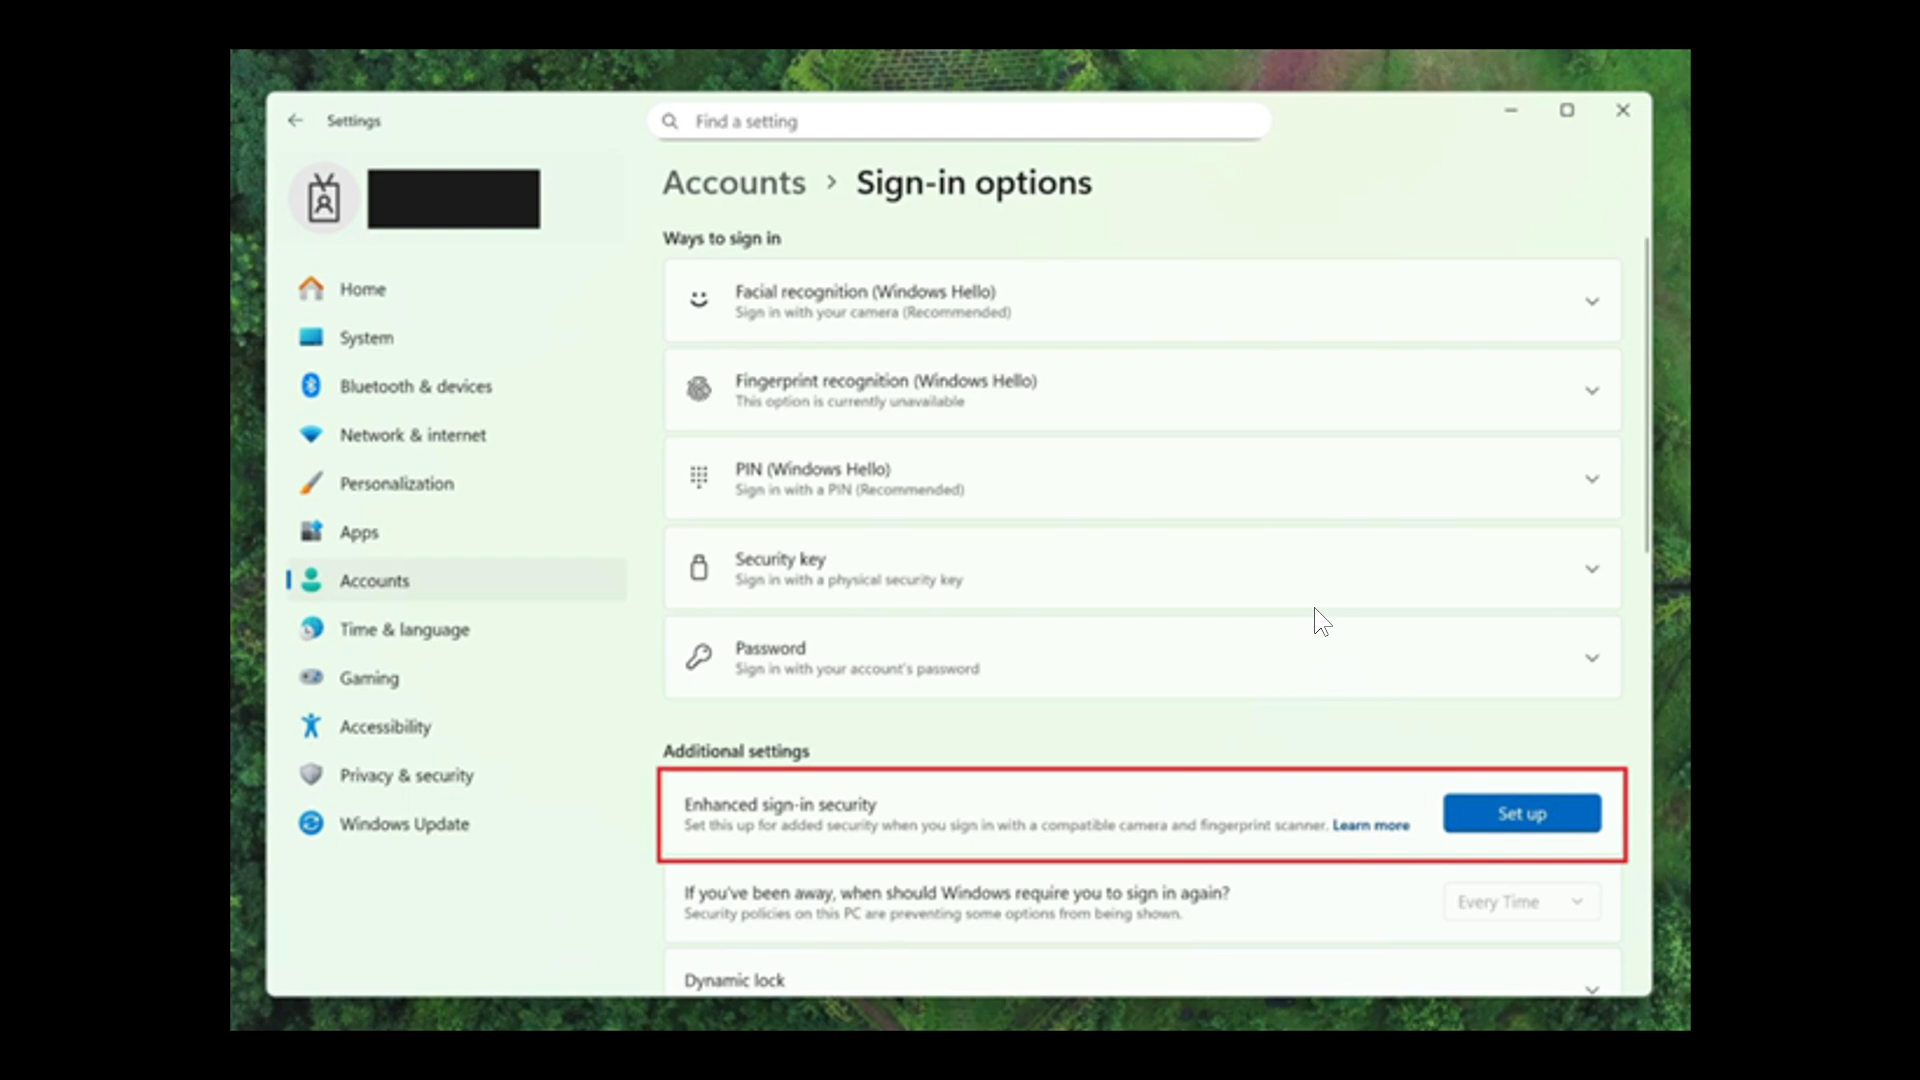 Settings
Find a setting
Accounts > Sign-in options
Ways to sign in
Home
Facial recognition (Windows Hello)
Sign in with your camera (Recommended)
System
Bluetooth & devices
Fingerprint recognition (Windows Hello)
This option is currently unavailable
Network & internet
Personalization
PIN (Windows Hello)
Sign in with a PIN (Recommended)
Apps
Accounts
Security key
Sign in with a physical security key
Time & language
Gaming
Password
Sign in with your account's password
Accessibility
Additional settings
Privacy & security
Windows Update
Enhanced sign-in security
Set this up for added security when you sign in with a compatible camera and fingerprint scanner. Learn more
Set up
If you've been away, when should Windows require you to sign in again?
Security policies on this PC are preventing some options from being shown.
Every Time
Dynamic lock